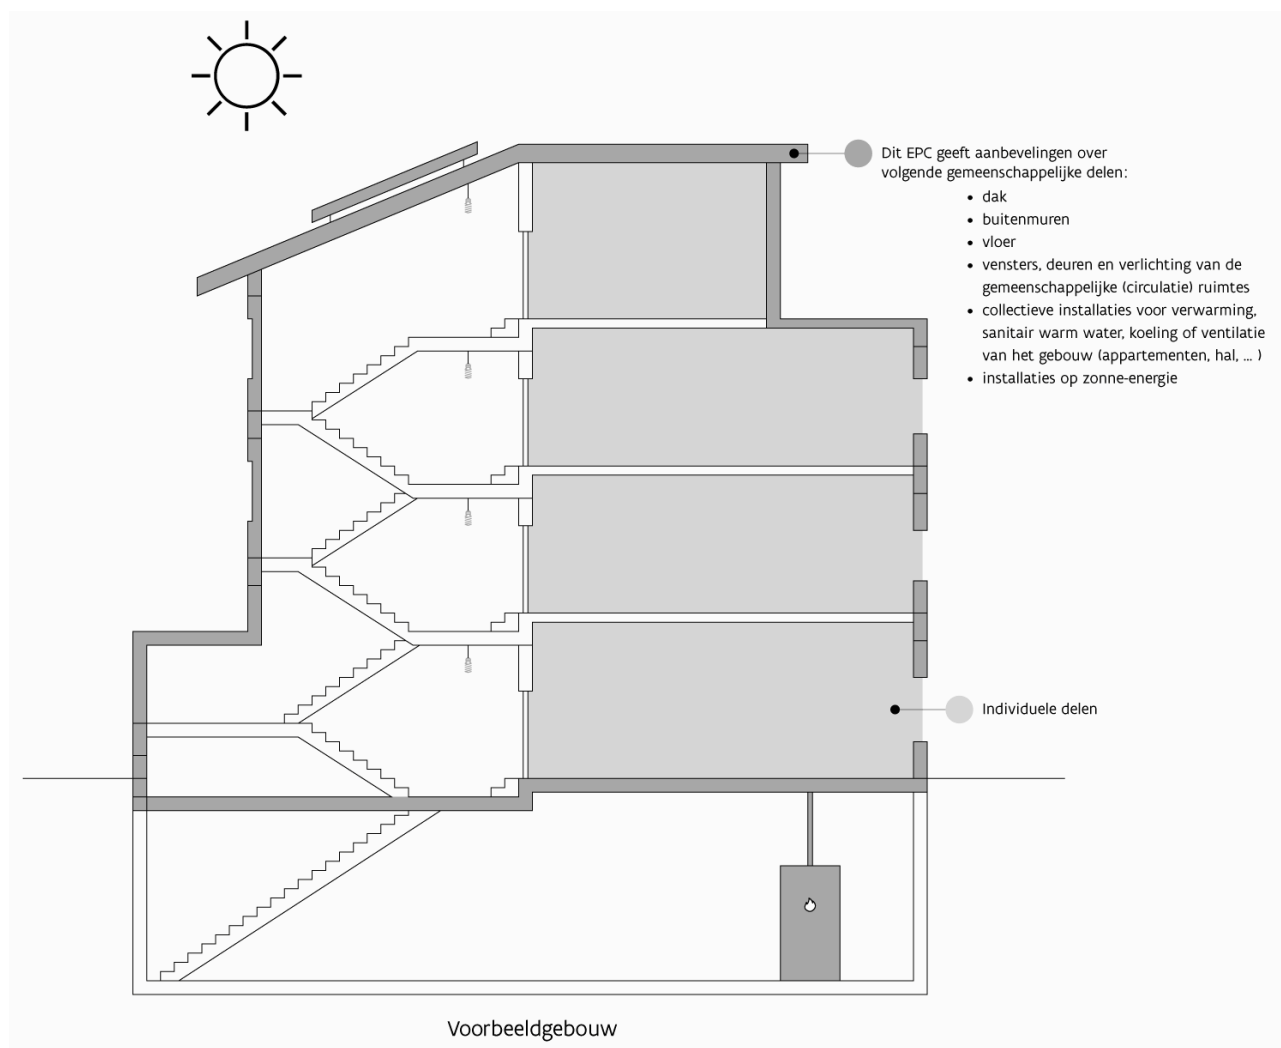 Dit EPC geeft aanbevelingen over
volgende gemeenschappelijke delen:
• dak
• buitenmuren
• vloer
• vensters, deuren en verlichting van de
gemeenschappelijke (circulatie) ruimtes
• collectieve installaties voor verwarming,
sanitair warm water, koeling of ventilatie
van het gebouw (appartementen, hal, ... )
• installaties op zonne-energie
Individuele delen
Voorbeeldgebouw